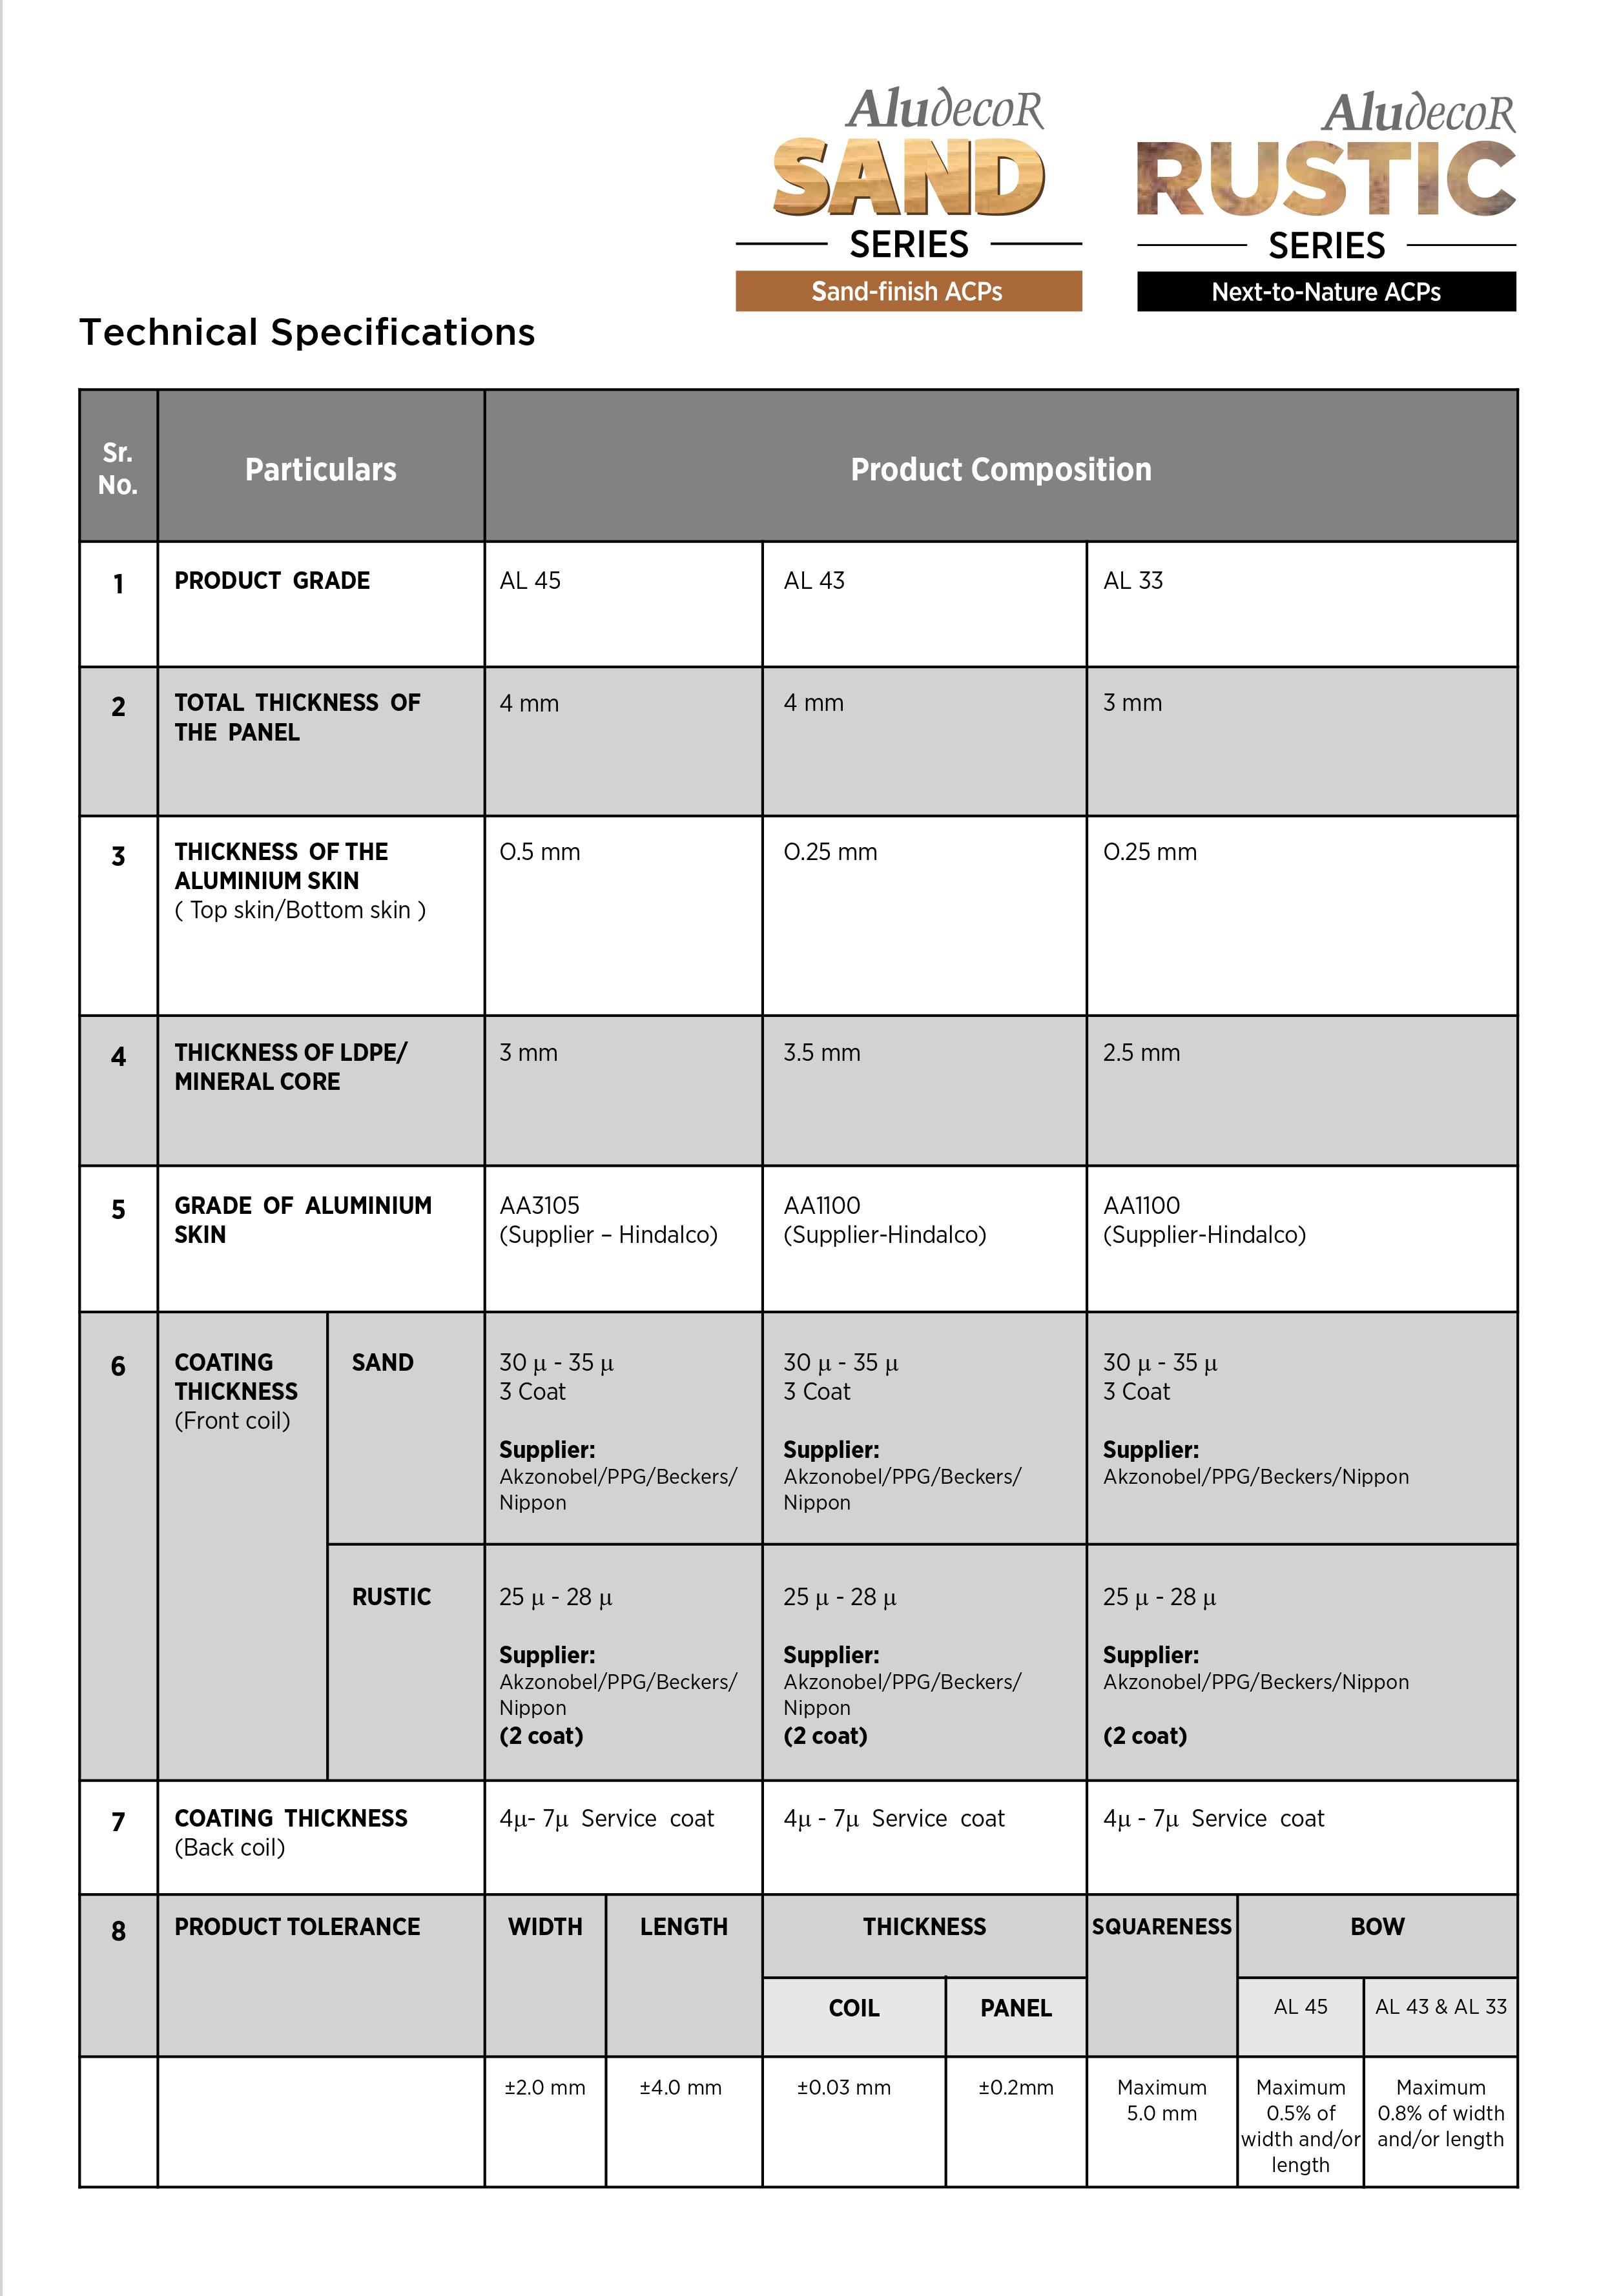 AludecoR
SAND
SERIES
Sand-finish ACPs
AludecoR
RUSTIC
SERIES
Next-to-Nature ACPs
Technical Specifications
Sr.
No.
Particulars
Product Composition
1
PRODUCT GRADE
AL 45
AL 43
AL 33
2
TOTAL THICKNESS OF
THE PANEL
4 mm
4 mm
3 mm
3
THICKNESS OF THE
ALUMINIUM SKIN
( Top skin/Bottom skin )
0.5 mm
0.25 mm
0.25 mm
4
THICKNESS OF LDPE/
MINERAL CORE
3 mm
3.5 mm
2.5 mm
5
GRADE OF ALUMINIUM
SKIN
AA3105
(Supplier – Hindalco)
AA1100
(Supplier-Hindalco)
AA1100
(Supplier-Hindalco)
6
COATING
THICKNESS
(Front coil)
SAND
30 µ - 35 µ
3 Coat
Supplier:
Akzonobel/PPG/Beckers/
Nippon
30 µ - 35 µ
3 Coat
Supplier:
Akzonobel/PPG/Beckers/
Nippon
30 µ - 35 µ
3 Coat
Supplier:
Akzonobel/PPG/Beckers/Nippon
RUSTIC
25 µ - 28 µ
Supplier:
Akzonobel/PPG/Beckers/
Nippon
(2 coat)
25 µ - 28 µ
Supplier:
Akzonobel/PPG/Beckers/
Nippon
(2 coat)
25 µ - 28 µ
Supplier:
Akzonobel/PPG/Beckers/Nippon
(2 coat)
7
COATING THICKNESS
(Back coil)
4µ- 7µ Service coat
4µ - 7µ Service coat
4µ - 7µ Service coat
8
PRODUCT TOLERANCE
WIDTH
LENGTH
THICKNESS
SQUARENESS
BOW
COIL
PANEL
AL 45
AL 43 & AL 33
±2.0 mm
±4.0 mm
±0.03 mm
±0.2mm
Maximum
5.0 mm
Maximum
0.5% of
width and/or
length
Maximum
0.8% of width
and/or length